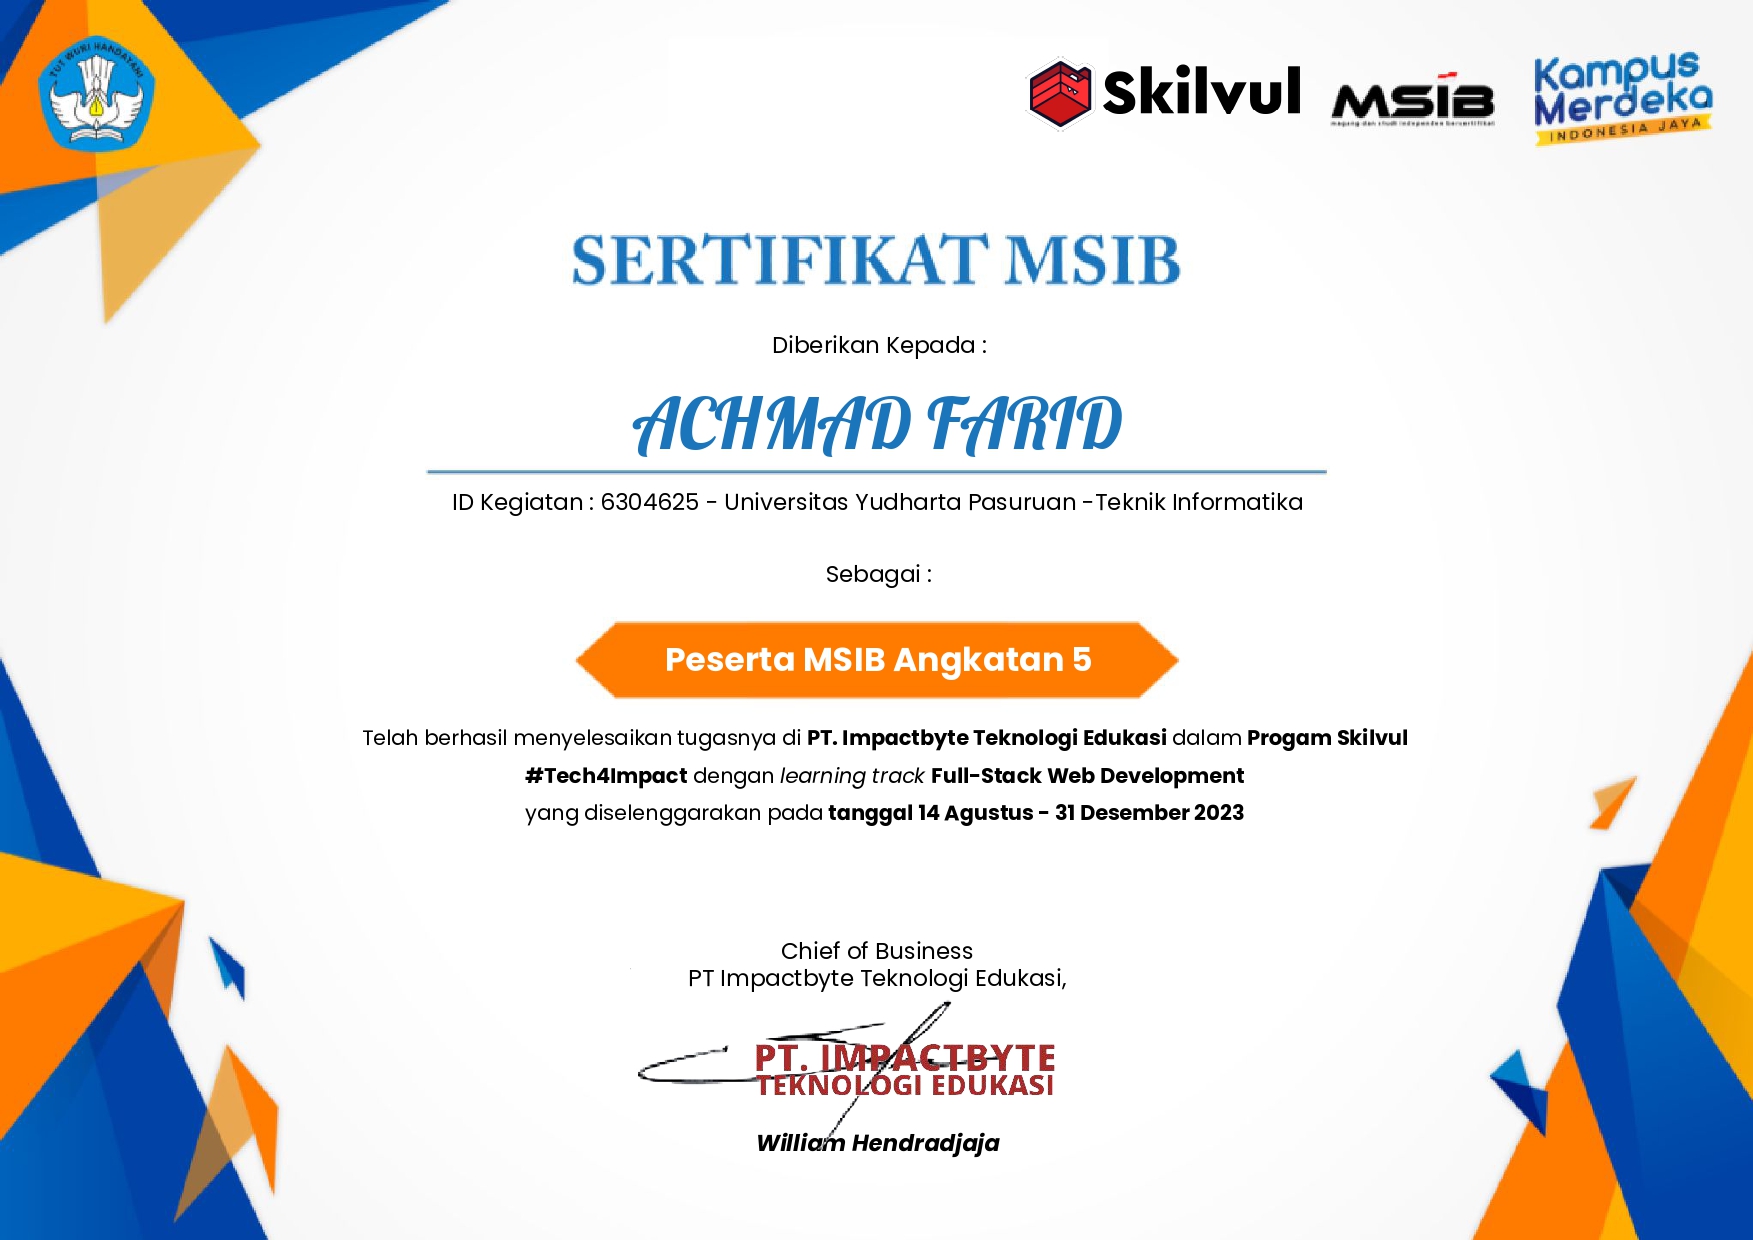 TUT WURI HANDAYANI
Skilvul
MSIB
magang dan studi independen bersertifikat
Kampus
Merdeka
INDONESIA JAYA
SERTIFIKAT MSIB
Diberikan Kepada :
ACHMAD FARID
ID Kegiatan : 6304625 - Universitas Yudharta Pasuruan -Teknik Informatika
Sebagai :
Peserta MSIB Angkatan 5
Telah berhasil menyelesaikan tugasnya di PT. Impactbyte Teknologi Edukasi dalam Progam Skilvul
#Tech4Impact dengan learning track Full-Stack Web Development
yang diselenggarakan pada tanggal 14 Agustus - 31 Desember 2023
Chief of Business
PT Impactbyte Teknologi Edukasi,
PT. IMPACTBYTE
TEKNOLOGI EDUKASI
William Hendradjaja